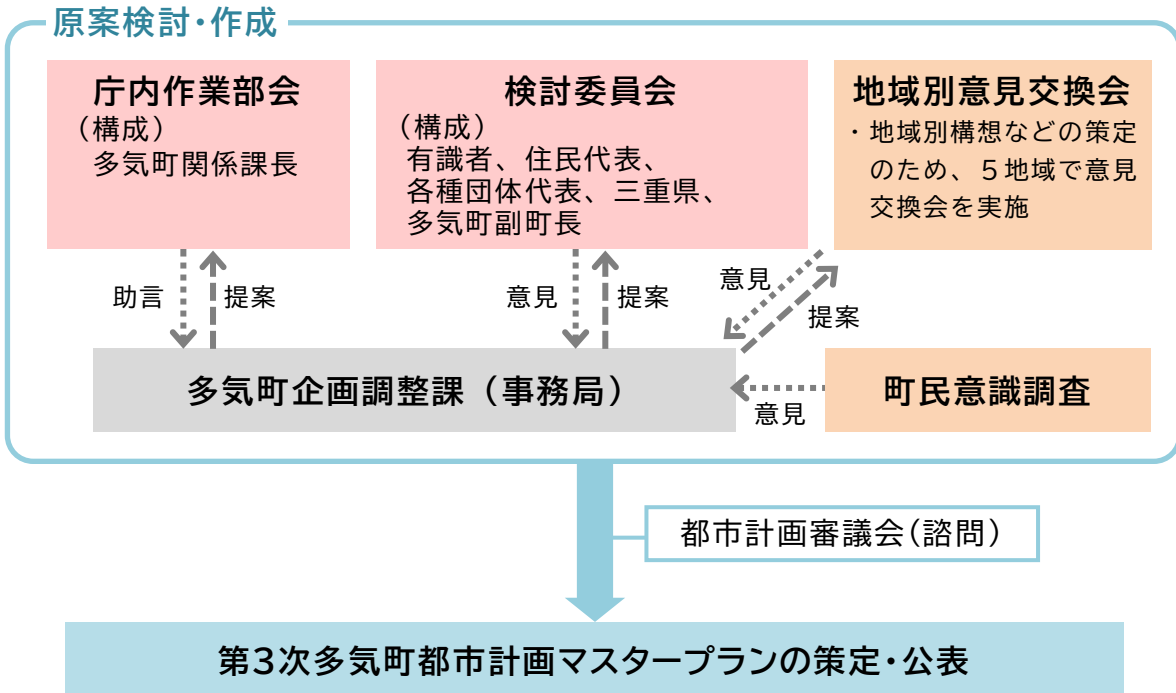 原案検討・作成
庁内作業部会
（構成）
多気町関係課長
検討委員会
（構成）
有識者、住民代表、
各種団体代表、三重県、
多気町副町長
地域別意見交換会
・地域別構想などの策定
のため、５地域で意見
交換会を実施
助言
提案
意見
提案
意見
提案
多気町企画調整課（事務局）
意見
町民意識調査
都市計画審議会（諮問）
第3次多気町都市計画マスタープランの策定・公表